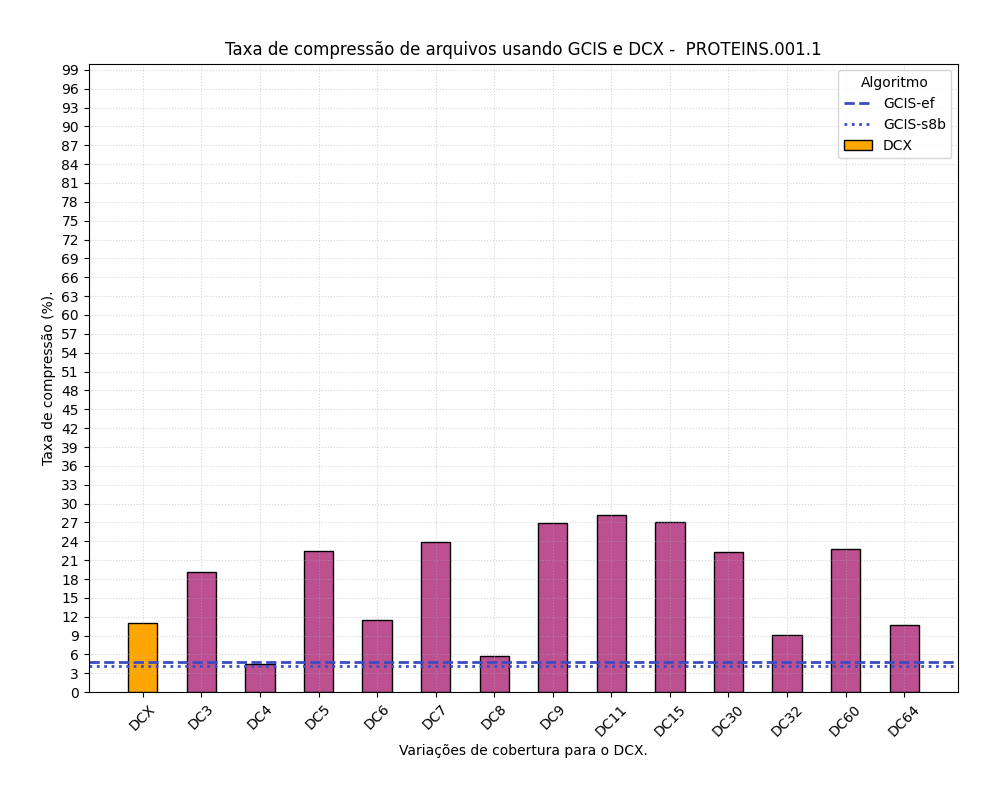 Taxa de compressão de arquivos usando GCIS e DCX -  PROTEINS.001.1
Algoritmo
GCIS-ef
GCIS-s8b
DCX
Taxa de compressão (%).
99
96
93
90
87
84
81
78
75
72
69
66
63
60
57
54
51
48
45
42
39
36
33
30
27
24
21
18
15
12
9
6
3
0
DCX
DC3
DC4
DC5
DC6
DC7
DC8
DC9
DC11
DC15
DC30
DC32
DC60
DC64
Variações de cobertura para o DCX.